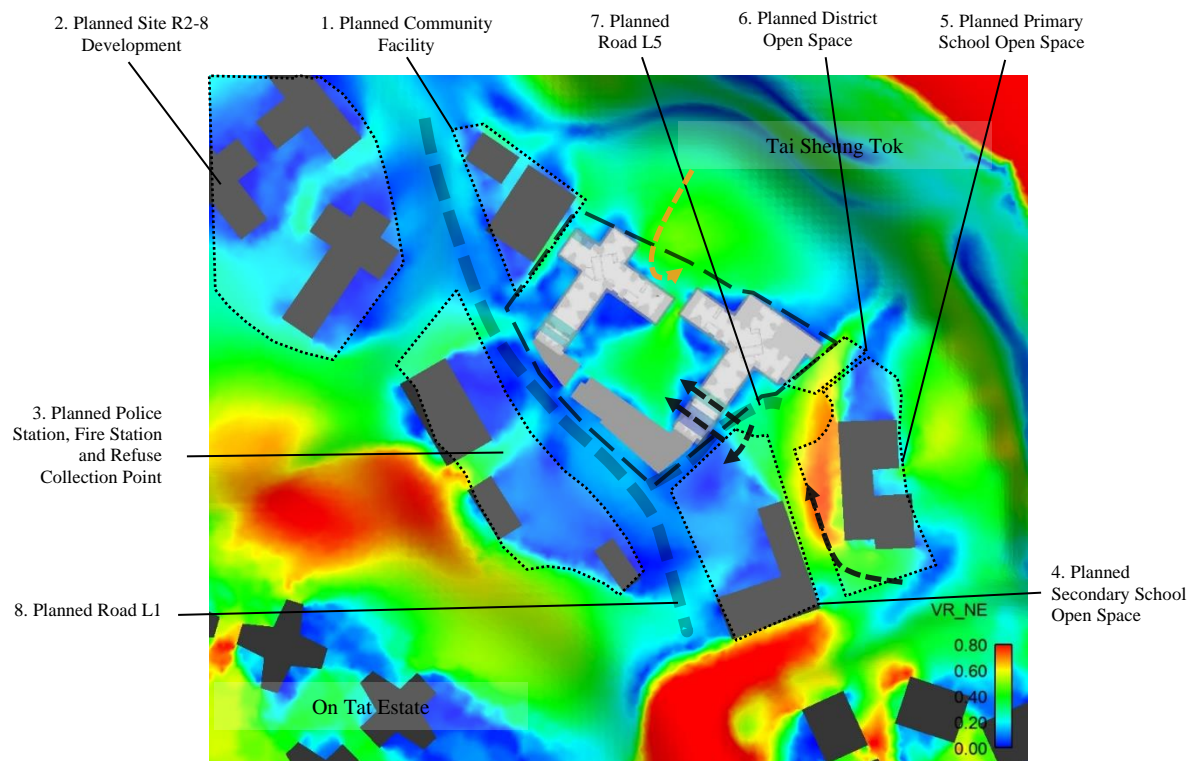 2. Planned Site R2-8
Development
1. Planned Community
Facility
7. Planned
Road L5
6. Planned District
Open Space
5. Planned Primary
School Open Space
Tai Sheung Tok
3. Planned Police
Station, Fire Station
and Refuse
Collection Point
8. Planned Road L1
4. Planned
Secondary School
Open Space
On Tat Estate
VR_NE
0.80
0.60
0.40
0.20
0.00